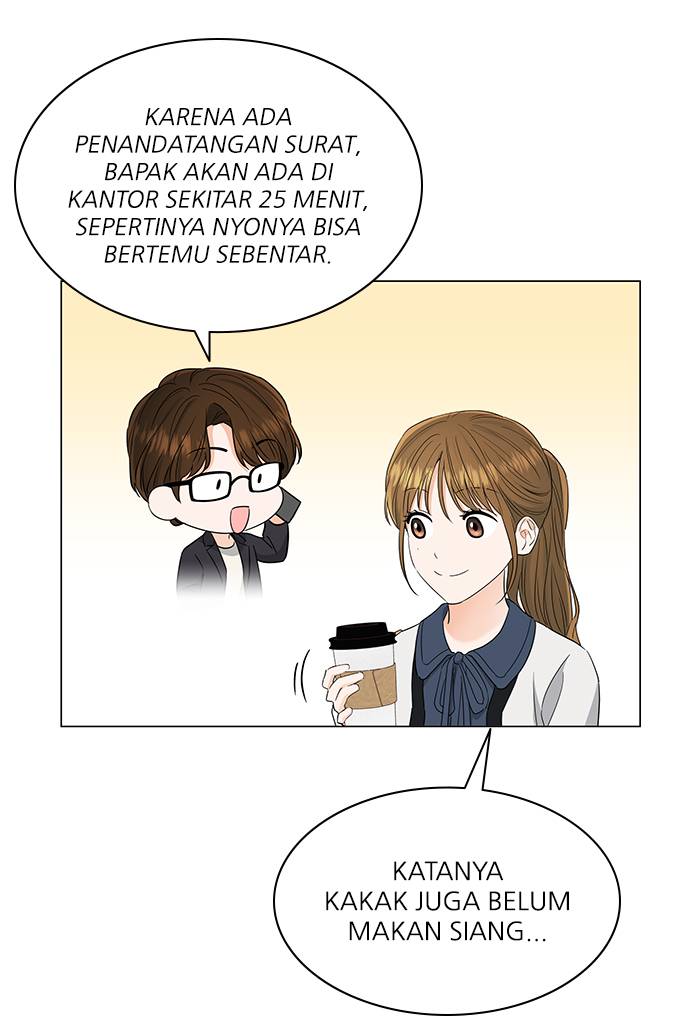 KARENA ADA
PENANDATANGAN SURAT,
BAPAK AKAN ADA DI
KANTOR SEKITAR 25 MENIT,
SEPERTINYA NYONYA BISA
BERTEMU SEBENTAR.
KATANYA
KAKAK JUGA BELUM
MAKAN SIANG...